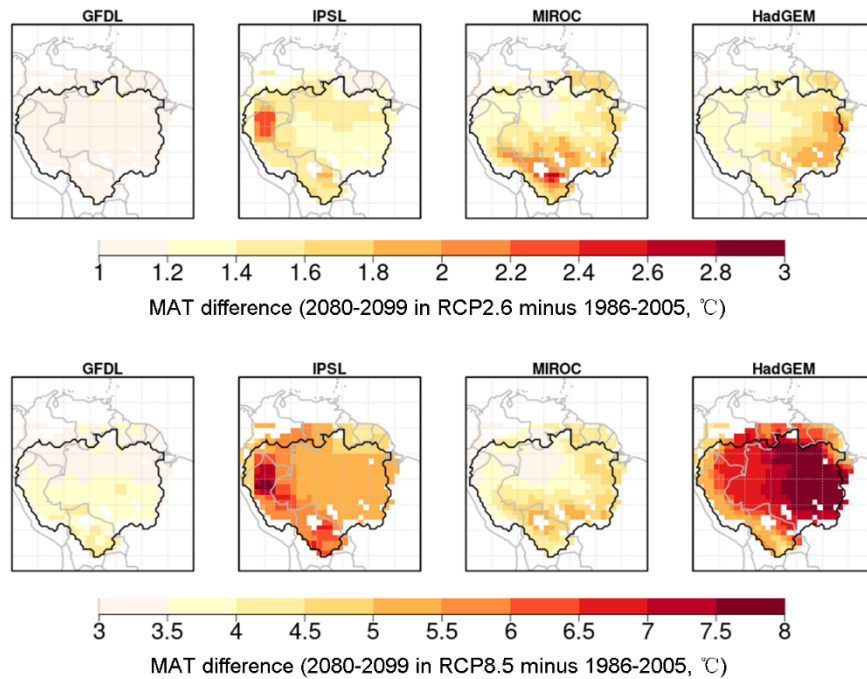 GFDL IPSL MIROC HadGEM
1 1.2 1.4 1.6 1.8 2 2.2 2.4 2.6 2.8 3
MAT difference (2080-2099 in RCP2.6 minus 1986-2005, ℃)
GFDL IPSL MIROC HadGEM
3 3.5 4 4.5 5 5.5 6 6.5 7 7.5 8
MAT difference (2080-2099 in RCP8.5 minus 1986-2005, ℃)